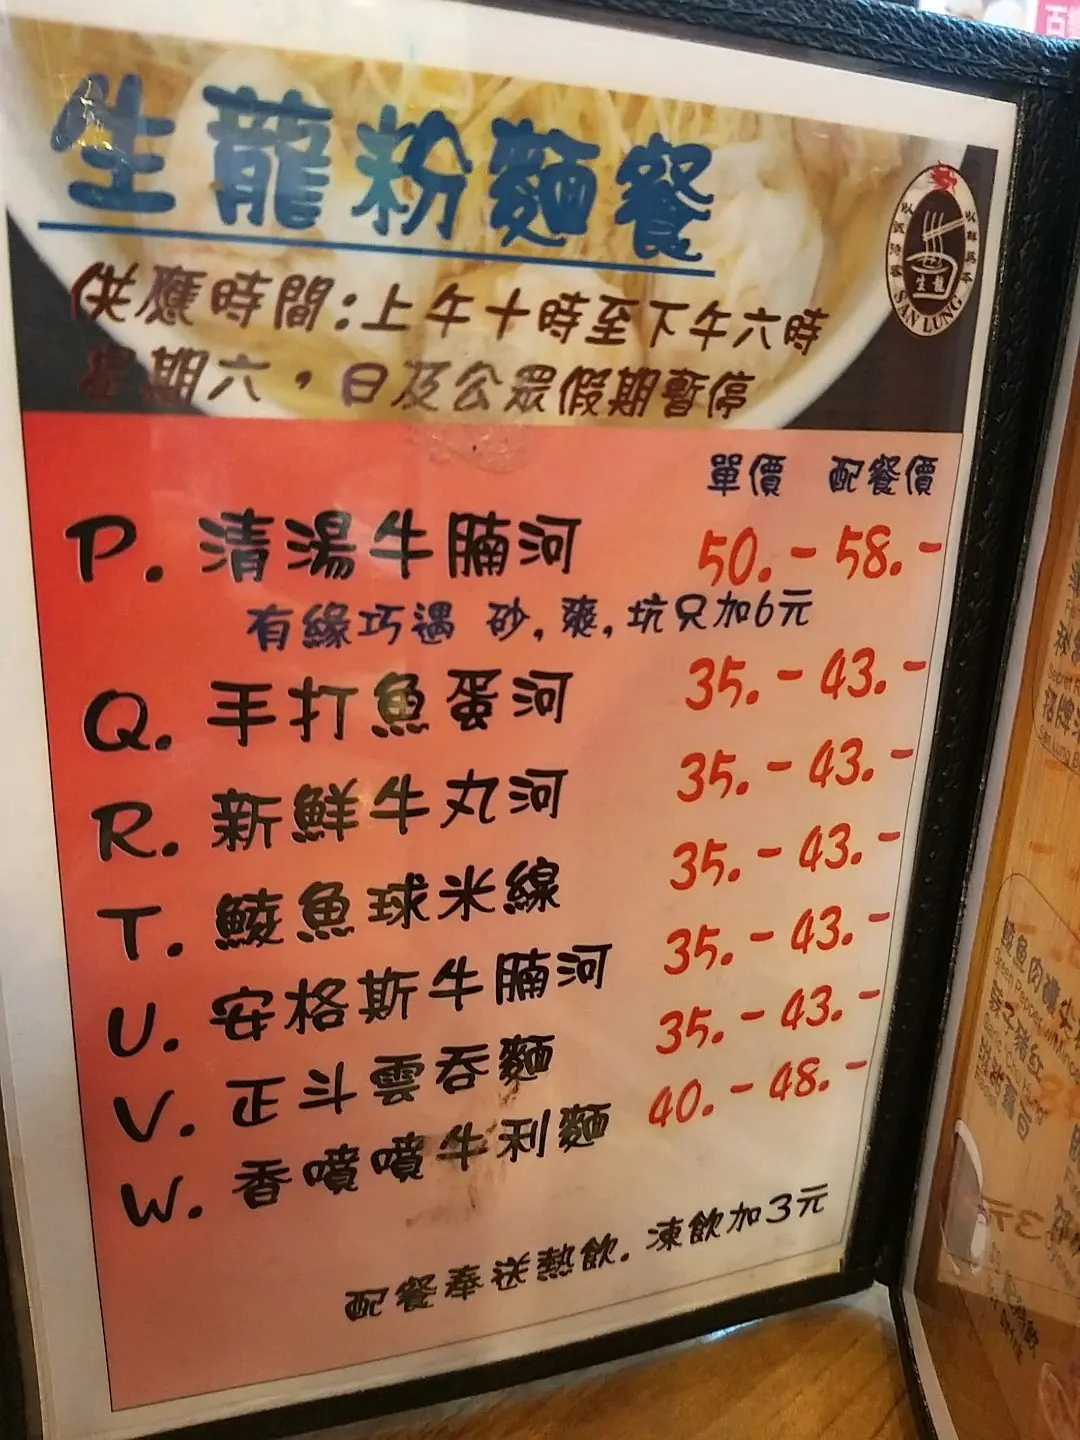 生龍粉麵餐
供應時間:上午十時至下午六時
星期六，日及公眾假期暫停
SAN LUNG
生龍
單價 配餐價
P. 清湯牛腩河 50.- 58.-
有緣巧遇 砂,爽,坑只加6元
Q. 手打魚蛋河 35.- 43.-
R. 新鮮牛丸河 35.- 43.-
T. 鯪魚球米線 35.- 43.-
U. 安格斯牛腩河 35.- 43.-
V. 正斗雲吞麵 35.- 43.-
W. 香噴噴牛利麵 40.- 48.-
配餐奉送熱飲. 凍飲加3元